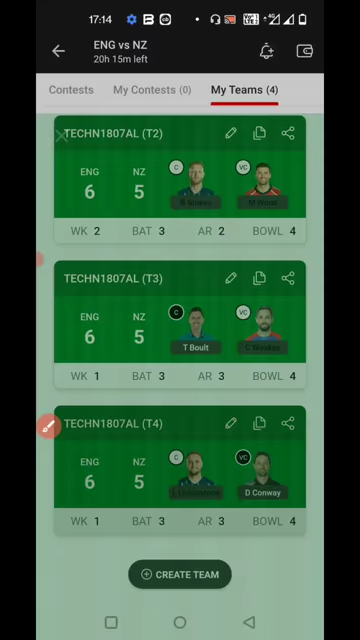 17:14
ENG vs NZ
20h 15m left
Contests My Contests (0) My Teams (4)
TECHN1807AL (T2)
ENG NZ
6 5
C VC
B Stokes M Wood
WK 2 BAT 3 AR 2 BOWL 4
TECHN1807AL (T3)
ENG NZ
6 5
C VC
T Boult C Woakes
WK 1 BAT 3 AR 3 BOWL 4
TECHN1807AL (T4)
ENG NZ
6 5
C VC
L Livingstone D Conway
WK 1 BAT 3 AR 3 BOWL 4
CREATE TEAM